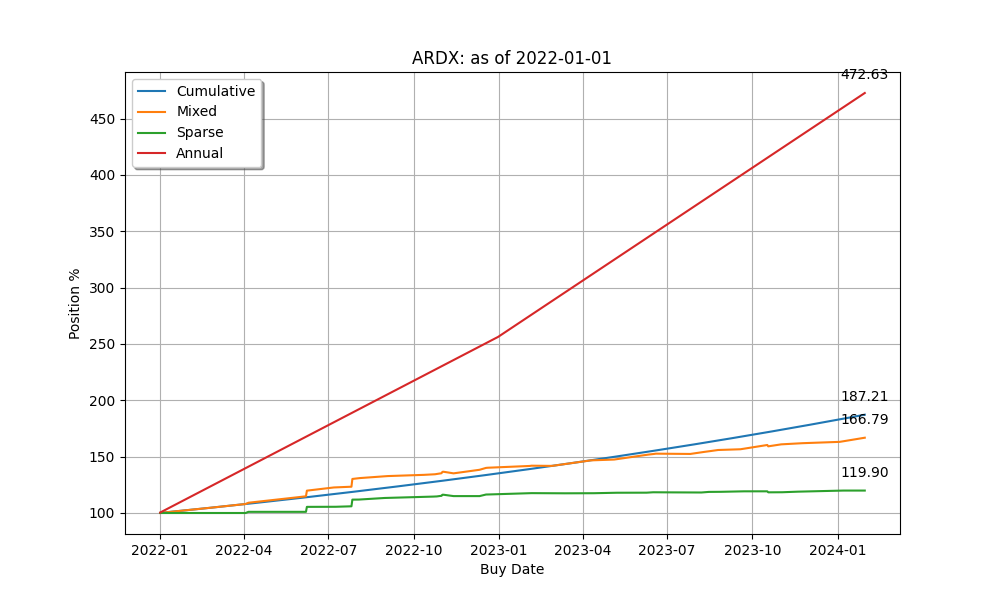 ARDX: as of 2022-01-01
472.63
Cumulative
Mixed
Sparse
Annual
450
400
350
300
250
200
150
100
187.21
166.79
119.90
Position %
2022-01 2022-04 2022-07 2022-10 2023-01 2023-04 2023-07 2023-10 2024-01
Buy Date